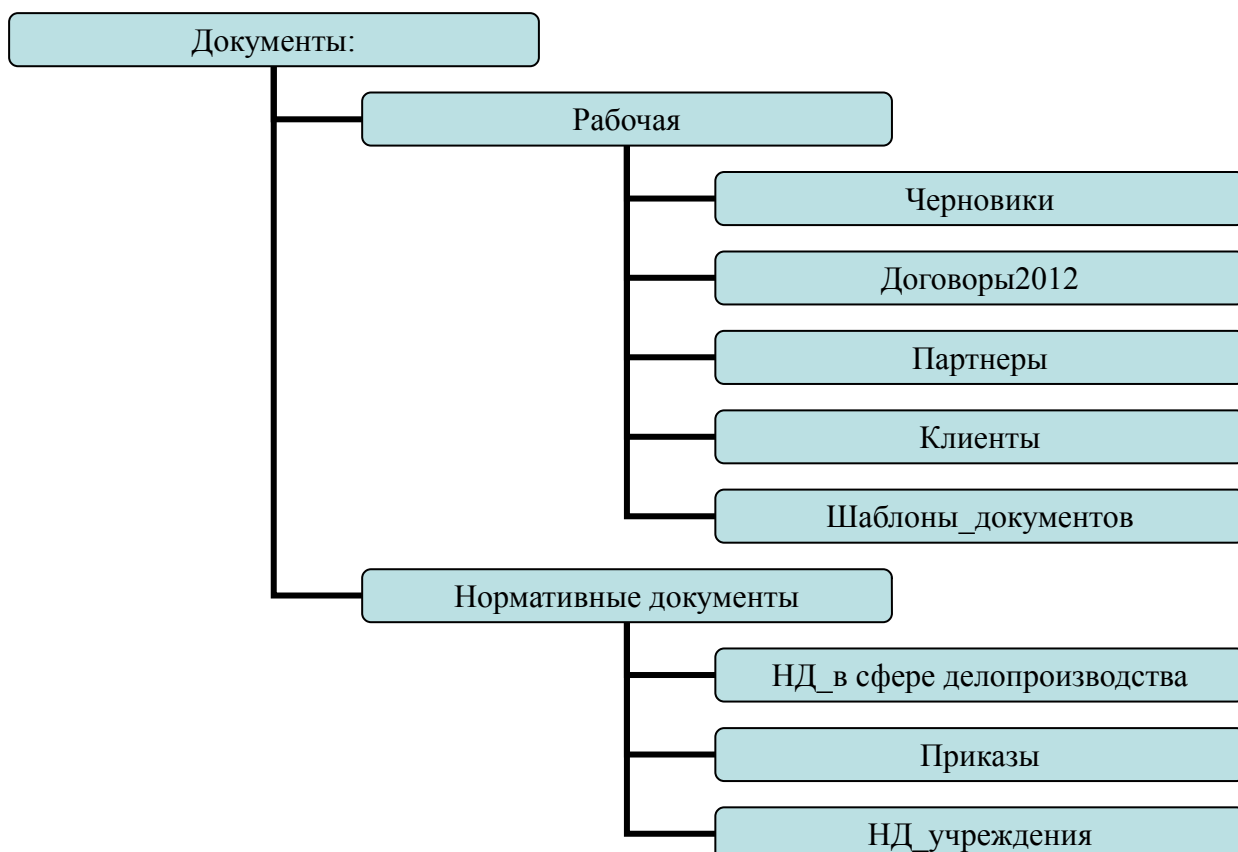 Документы:
Рабочая
Черновики
Договоры2012
Партнеры
Клиенты
Шаблоны_документов
Нормативные документы
НД_в сфере делопроизводства
Приказы
НД_учреждения